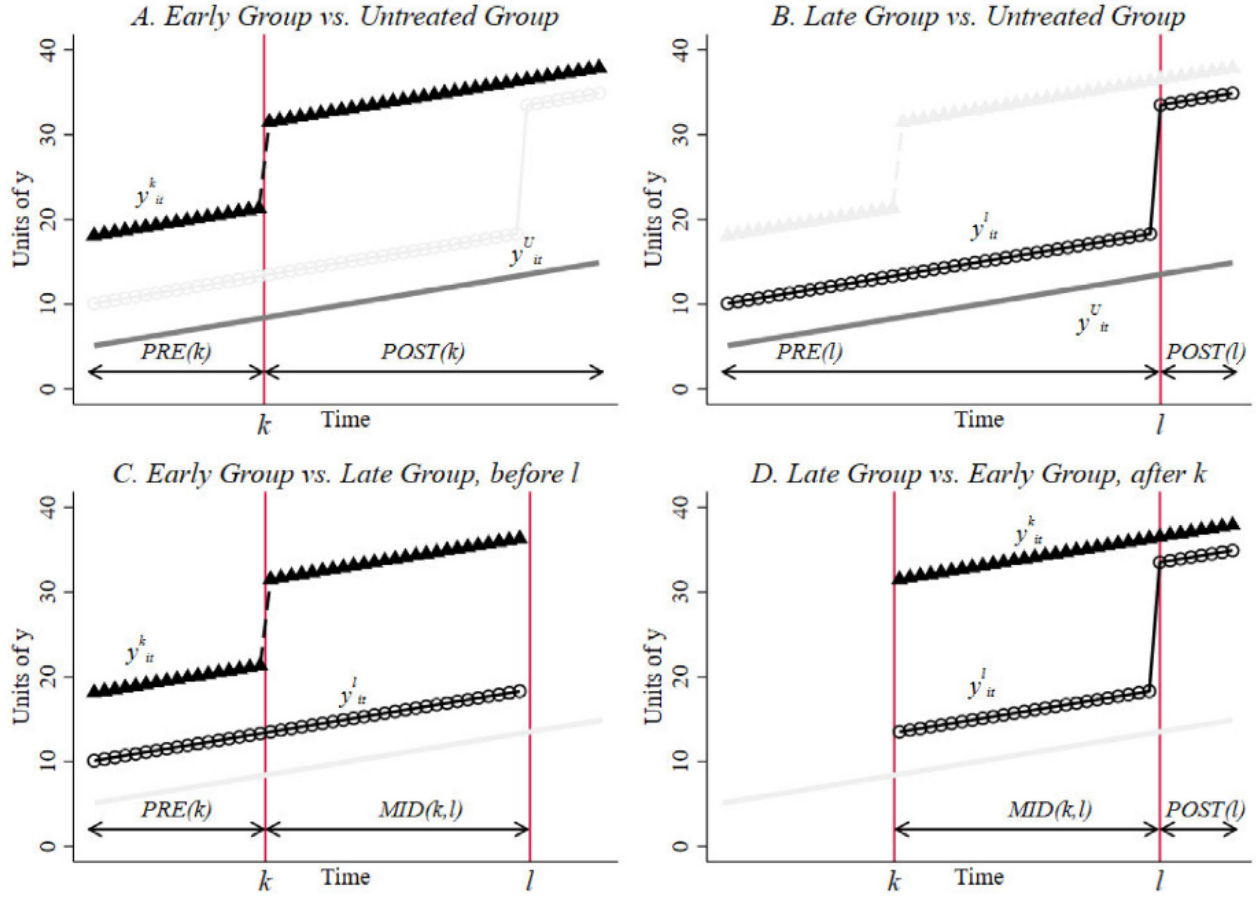 A. Early Group vs. Untreated Group
Units of y
40
30
20
10
0
y^k_it
y^U_it
PRE(k)
POST(k)
k
Time
B. Late Group vs. Untreated Group
Units of y
40
30
20
10
0
y^l_it
y^U_it
PRE(l)
POST(l)
Time
l
C. Early Group vs. Late Group, before l
Units of y
40
30
20
10
0
y^k_it
y^l_it
PRE(k)
MID(k,l)
k
Time
l
D. Late Group vs. Early Group, after k
Units of y
40
30
20
10
0
y^k_it
y^l_it
MID(k,l)
POST(l)
k
Time
l